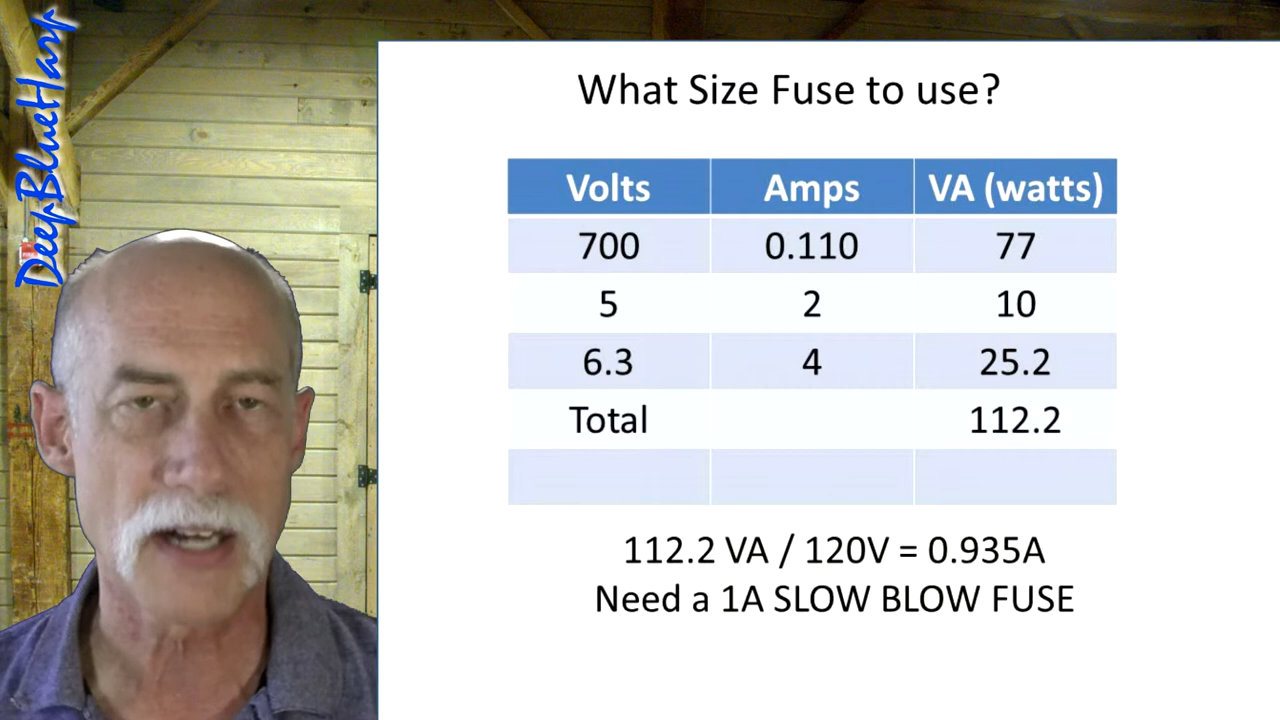 DeepBlueHarp
What Size Fuse to use?
Volts Amps VA (watts)
700 0.110 77
5 2 10
6.3 4 25.2
Total 112.2
112.2 VA / 120V = 0.935A
Need a 1A SLOW BLOW FUSE